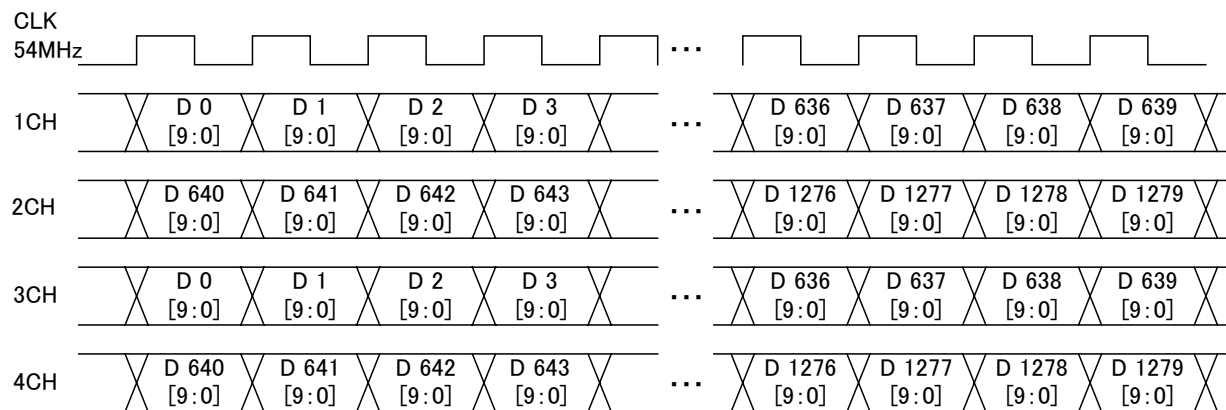 CLK
54MHz
...
1CH
D 0 D 1 D 2 D 3 D 636 D 637 D 638 D 639
[9:0] [9:0] [9:0] [9:0] ... [9:0] [9:0] [9:0] [9:0]
2CH
D 640 D 641 D 642 D 643 D 1276 D 1277 D 1278 D 1279
[9:0] [9:0] [9:0] [9:0] ... [9:0] [9:0] [9:0] [9:0]
3CH
D 0 D 1 D 2 D 3 D 636 D 637 D 638 D 639
[9:0] [9:0] [9:0] [9:0] ... [9:0] [9:0] [9:0] [9:0]
4CH
D 640 D 641 D 642 D 643 D 1276 D 1277 D 1278 D 1279
[9:0] [9:0] [9:0] [9:0] ... [9:0] [9:0] [9:0] [9:0]